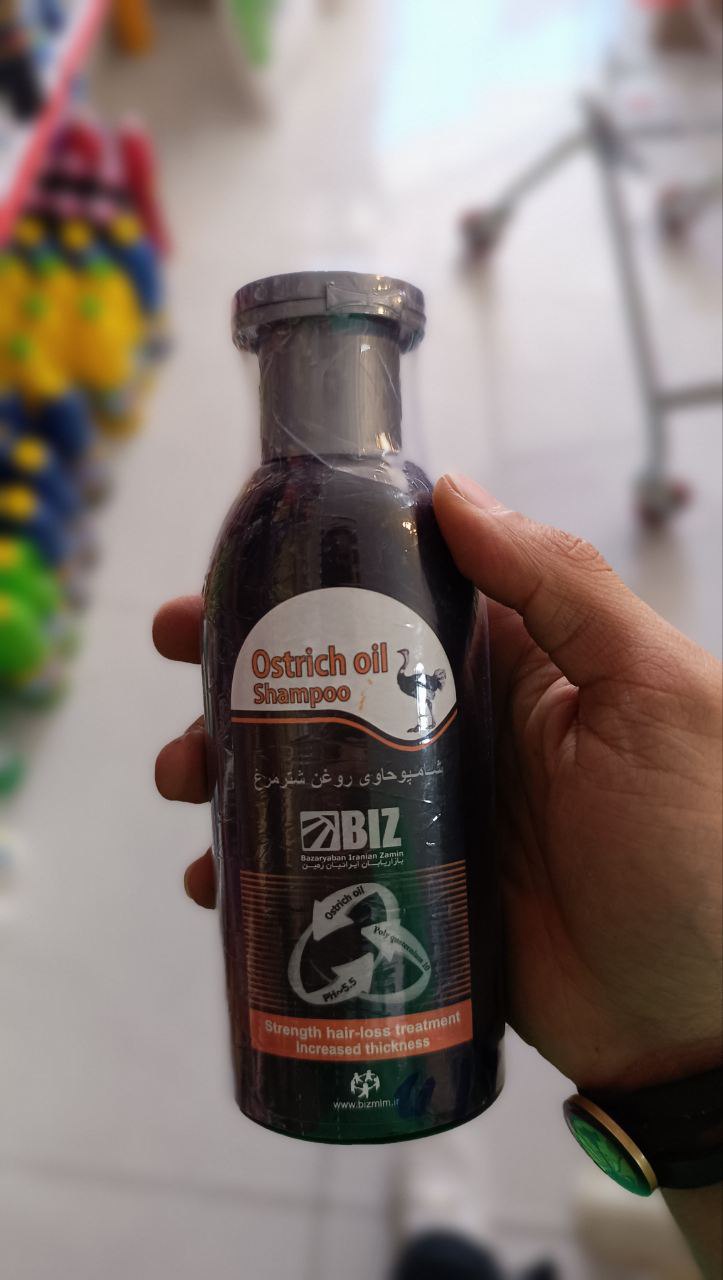 Ostrich oil
Shampoo
شامپو حاوی روغن شترمرغ
BIZ
Bazaryaban Iranian Zamin
بازاریابان ایرانیان زمین
Ostrich oil
Poly quaternium 10
PH~5.5
Strength hair-loss treatment
increased thickness
www.bizmlm.ir